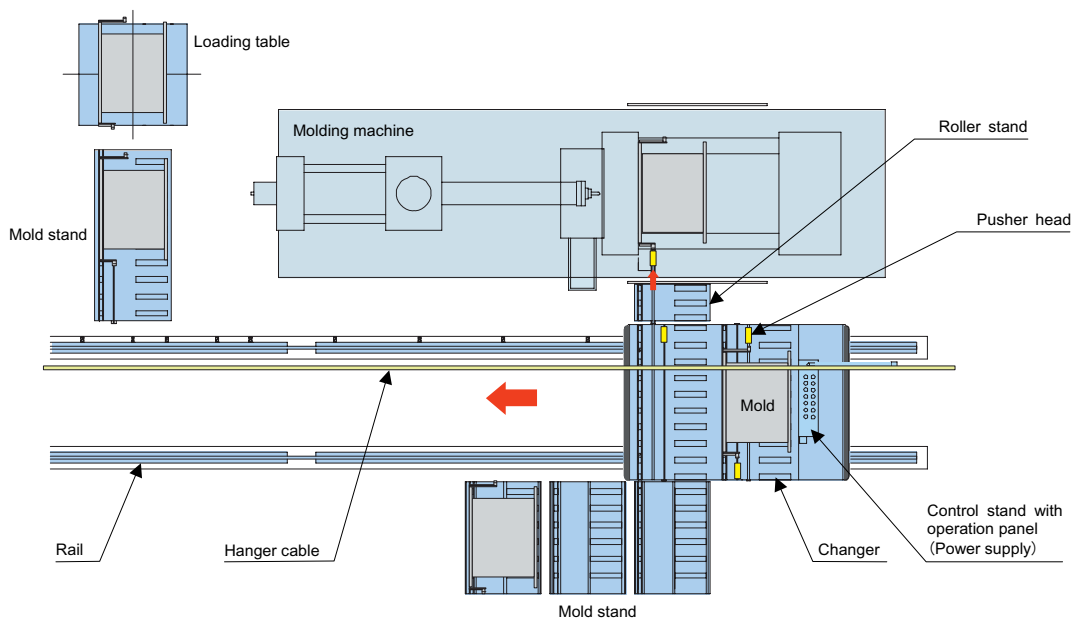 Loading table
Molding machine
Roller stand
Pusher head
Mold stand
Mold
Rail
Hanger cable
Changer
Control stand with
operation panel
（Power supply）
Mold stand